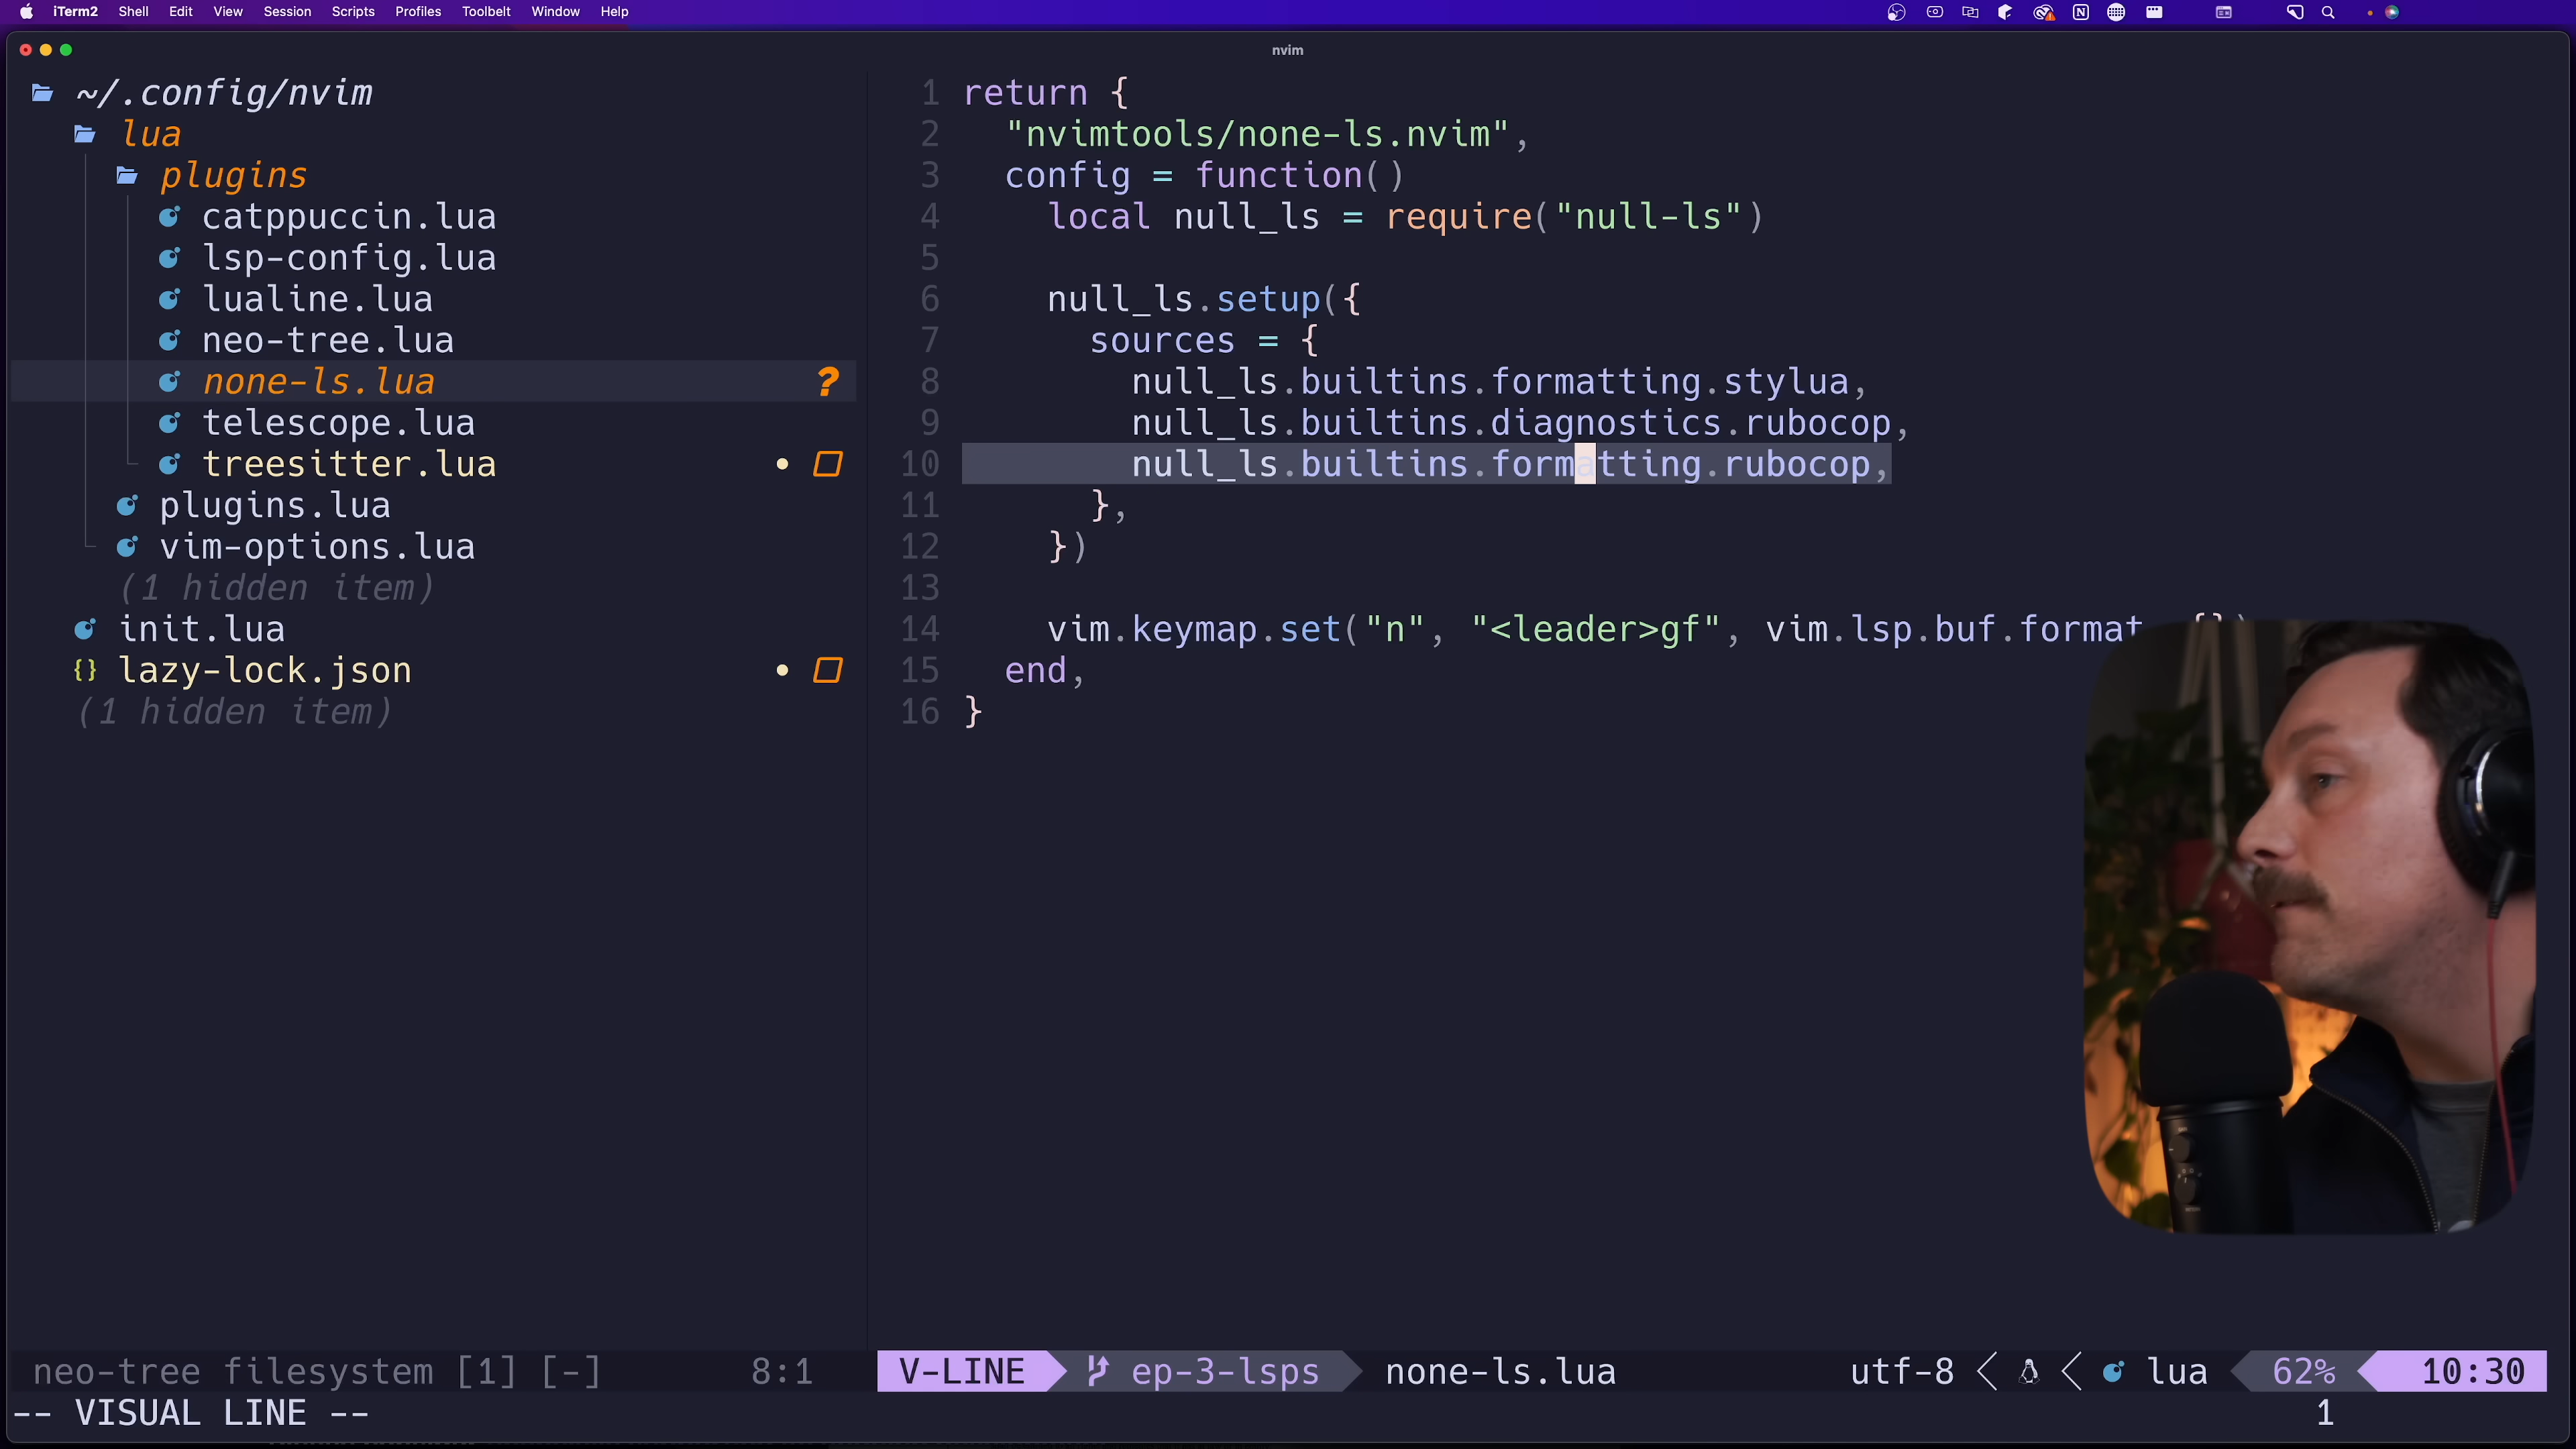 iTerm2 Shell Edit View Session Scripts Profiles Toolbelt Window Help
nvim
~/.config/nvim
lua
plugins
catppuccin.lua
lsp-config.lua
lualine.lua
neo-tree.lua
none-ls.lua ?
telescope.lua
treesitter.lua
plugins.lua
vim-options.lua
(1 hidden item)
init.lua
{} lazy-lock.json
(1 hidden item)
1 return {
2 "nvimtools/none-ls.nvim",
3 config = function()
4 local null_ls = require("null-ls")
5
6 null_ls.setup({
7 sources = {
8 null_ls.builtins.formatting.stylua,
9 null_ls.builtins.diagnostics.rubocop,
10 null_ls.builtins.formatting.rubocop,
11 },
12 })
13
14 vim.keymap.set("n", "<leader>gf", vim.lsp.buf.format
15 end,
16 }
neo-tree filesystem [1] [-] 8:1
V-LINE ep-3-lsps none-ls.lua utf-8 lua 62% 10:30
-- VISUAL LINE -- 1